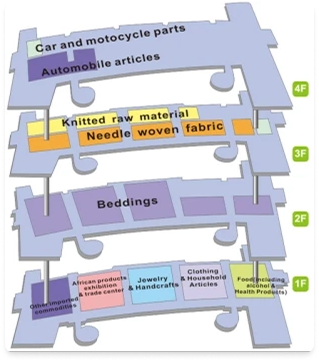 Car and motocycle parts
Automobile articles
4F
Knitted raw material
Needle woven fabric
3F
Beddings
2F
1F
Other imported
commodities
African products
exhibition
& trade center
Jewelry
& Handcrafts
Clothing
& Household
Articles
Food(including
alcohol &
Health Products)